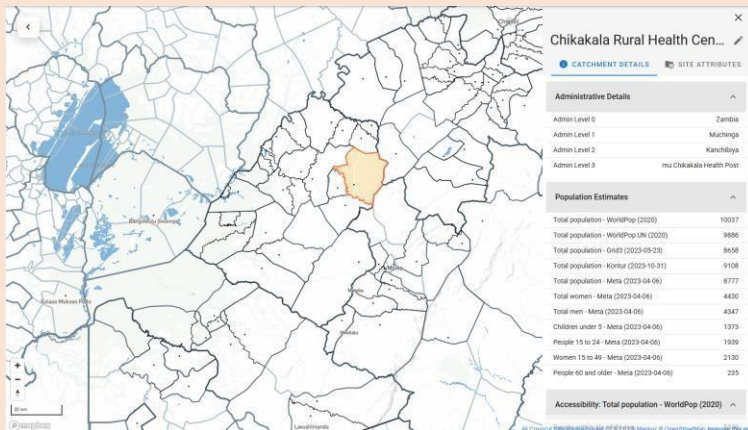 Chikakala Rural Health Cen...
CATCHMENT DETAILS
SITE ATTRIBUTES
Administrative Details
Admin Level 0 Zambia
Admin Level 1 Muchinga
Admin Level 2 Kanchibiya
Admin Level 3 mu Chikakala Health Post
Population Estimates
Total population - WorldPop (2020) 10037
Total population - WorldPop UN (2020) 9886
Total population - Grid3 (2023-05-23) 8658
Total population - Kontur (2023-10-31) 9108
Total population - Meta (2023-04-06) 8777
Total women - Meta (2023-04-06) 4430
Total men - Meta (2023-04-06) 4347
Children under 5 - Meta (2023-04-06) 1373
People 15 to 24 - Meta (2023-04-06) 1939
Women 15 to 49 - Meta (2023-04-06) 2130
People 60 and older - Meta (2023-04-06) 235
Accessibility: Total population - WorldPop (2020)
Bangweulu Swamps
Mpika
Lavushimanda
mapbox